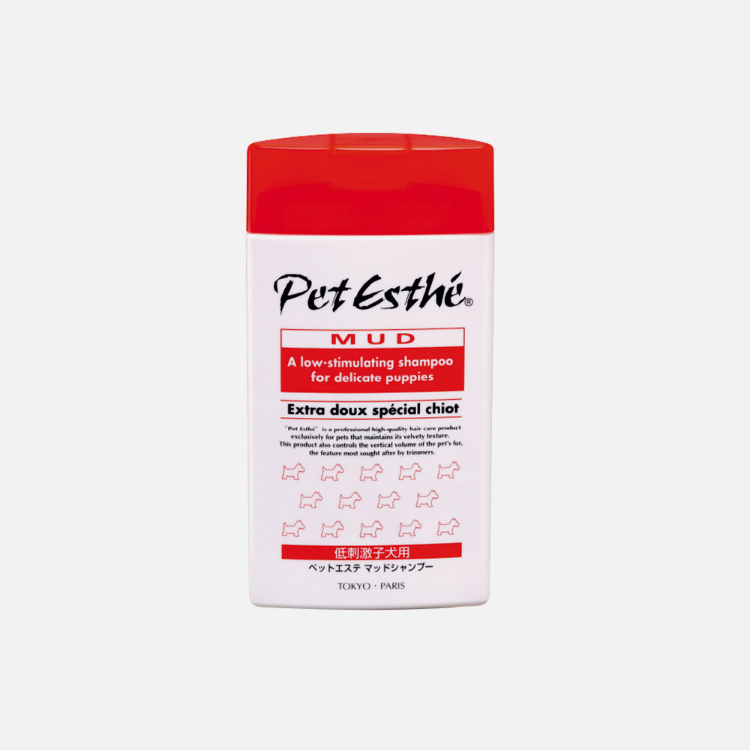 Pet Esthé®
MUD
A low-stimulating shampoo
for delicate puppies
Extra doux spécial chiot
"Pet Esthé" is a professional high-quality hair care product
exclusively for pets that maintains its velvety texture.
This product also controls the vertical volume of the pet's fur,
the feature most sought after by trimmers.
低刺激子犬用
ペットエステ マッドシャンプー
TOKYO・PARIS